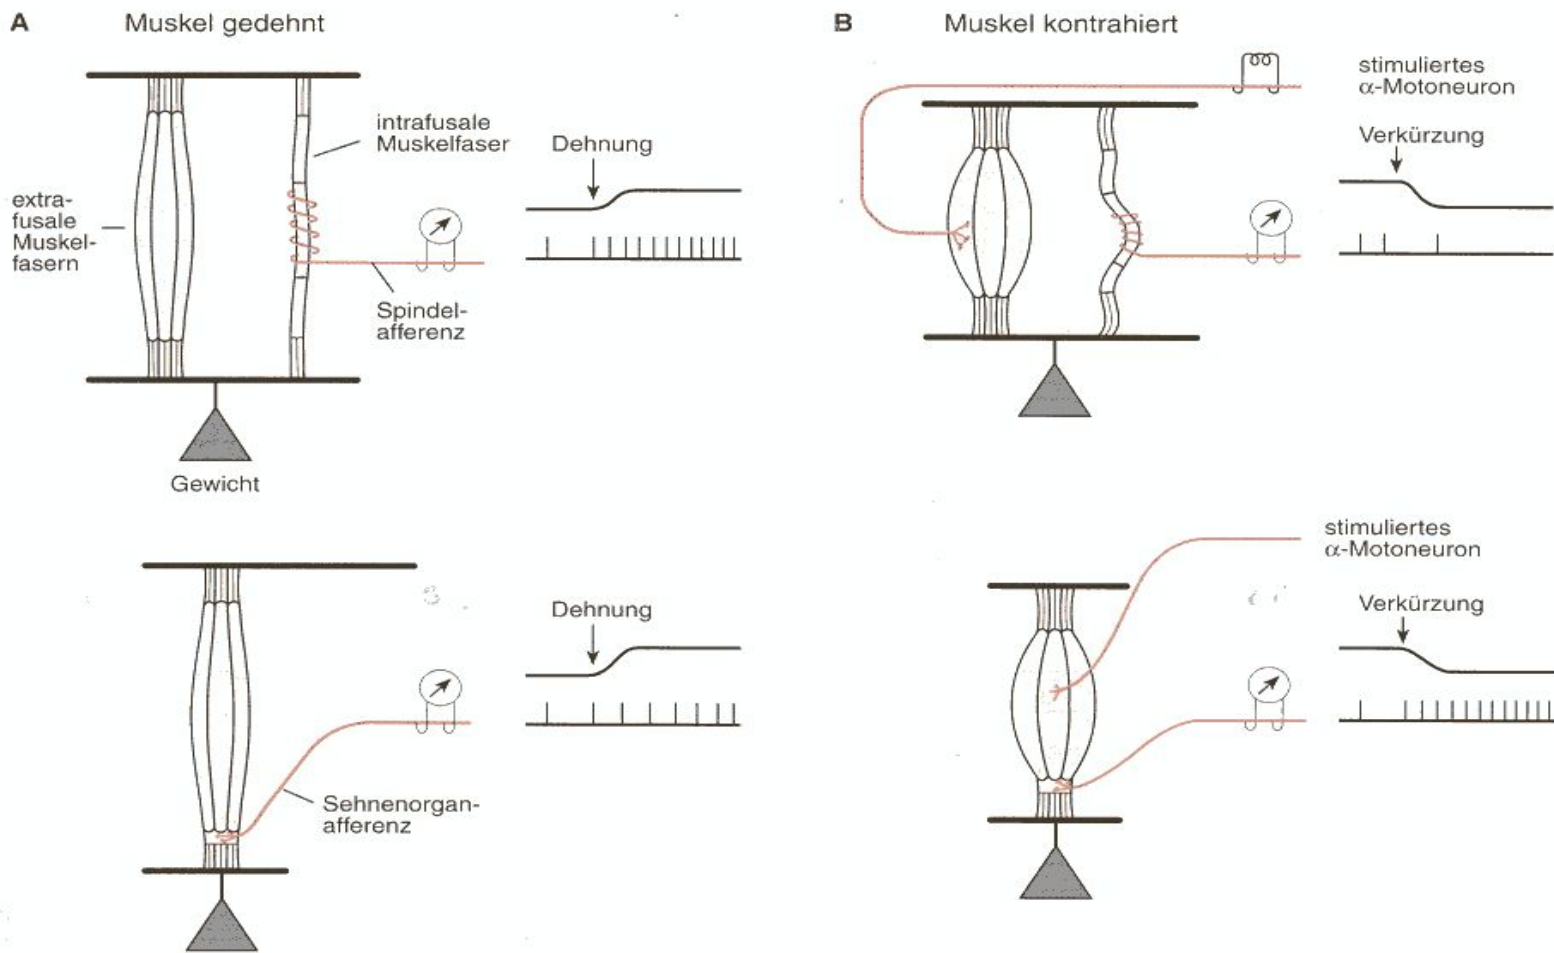 A
Muskel gedehnt
intrafusale
Muskelfaser
Dehnung
extra-
fusale
Muskel-
fasern
Spindel-
afferenz
Gewicht
Dehnung
Sehnenorgan-
afferenz
B
Muskel kontrahiert
stimuliertes
α-Motoneuron
Verkürzung
stimuliertes
α-Motoneuron
Verkürzung